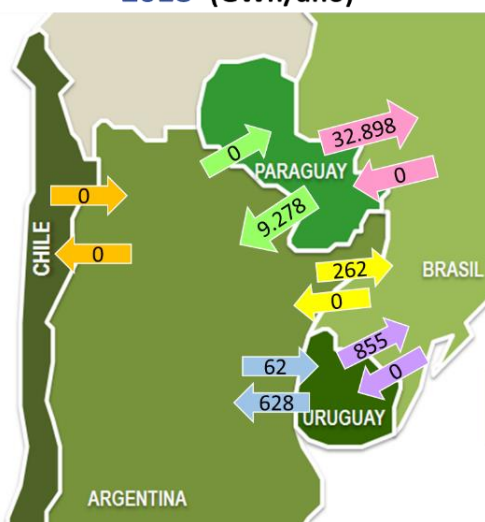 (GWh/año)
32.898
0
PARAGUAY
0
0
9.278
CHILE
0
262
BRASIL
0
855
62
0
628
URUGUAY
ARGENTINA